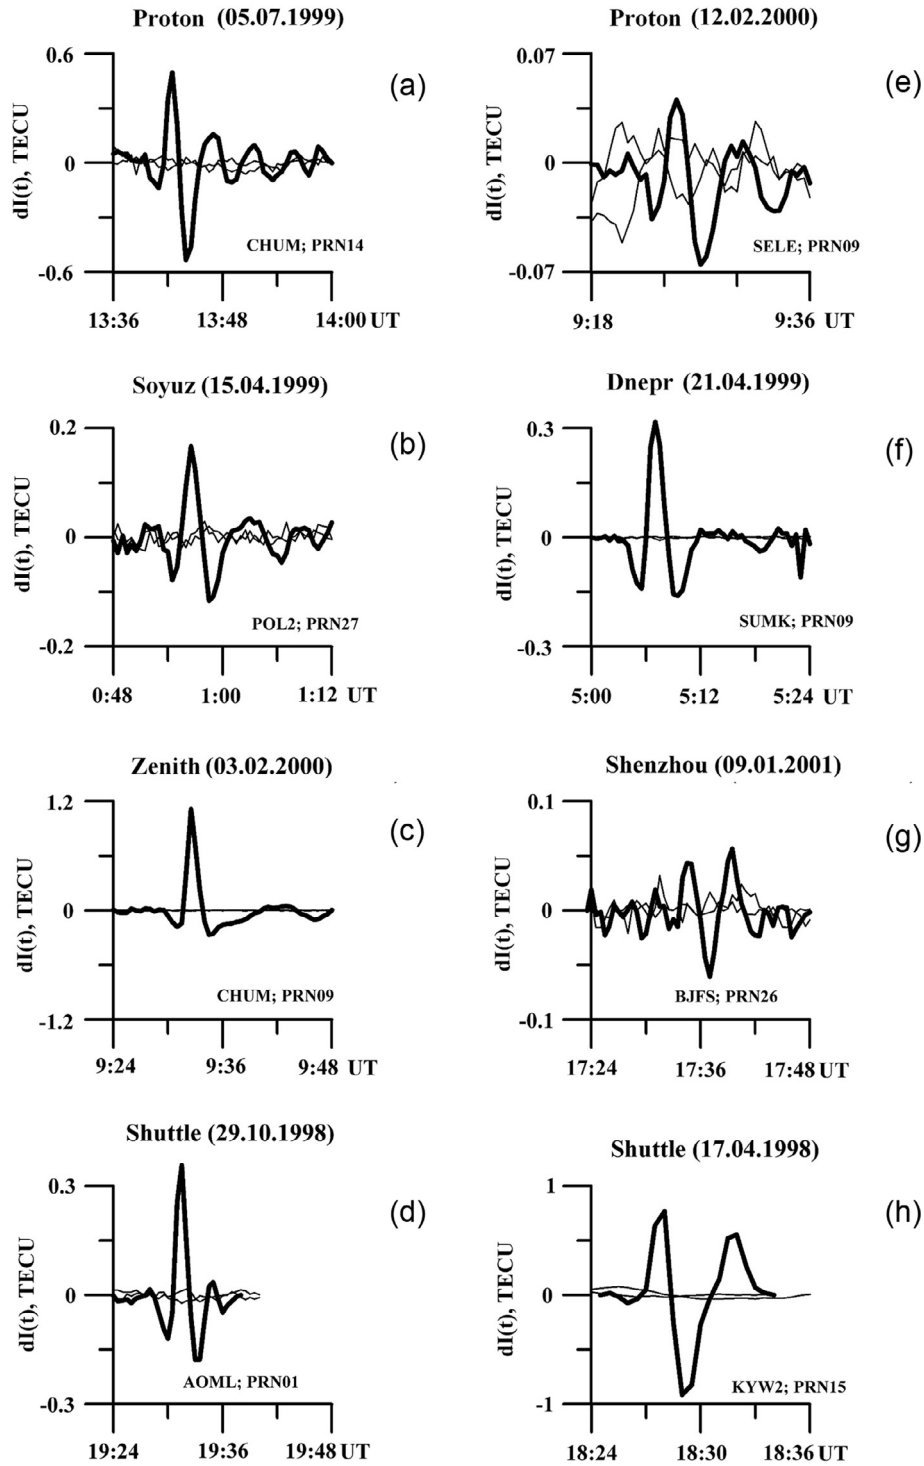 Proton (05.07.1999)
0.6
(a)
dI(t), TECU
0
CHUM; PRN14
-0.6
13:36 13:48 14:00 UT
Proton (12.02.2000)
0.07
(e)
dI(t), TECU
0
SELE; PRN09
-0.07
9:18 9:36 UT
Soyuz (15.04.1999)
0.2
(b)
dI(t), TECU
0
POL2; PRN27
-0.2
0:48 1:00 1:12 UT
Dnepr (21.04.1999)
0.3
(f)
dI(t), TECU
0
SUMK; PRN09
-0.3
5:00 5:12 5:24 UT
Zenith (03.02.2000)
1.2
(c)
dI(t), TECU
0
CHUM; PRN09
-1.2
9:24 9:36 9:48 UT
Shenzhou (09.01.2001)
0.1
(g)
dI(t), TECU
0
BJFS; PRN26
-0.1
17:24 17:36 17:48 UT
Shuttle (29.10.1998)
0.3
(d)
dI(t), TECU
0
AOML; PRN01
-0.3
19:24 19:36 19:48 UT
Shuttle (17.04.1998)
1
(h)
dI(t), TECU
0
KYW2; PRN15
-1
18:24 18:30 18:36 UT